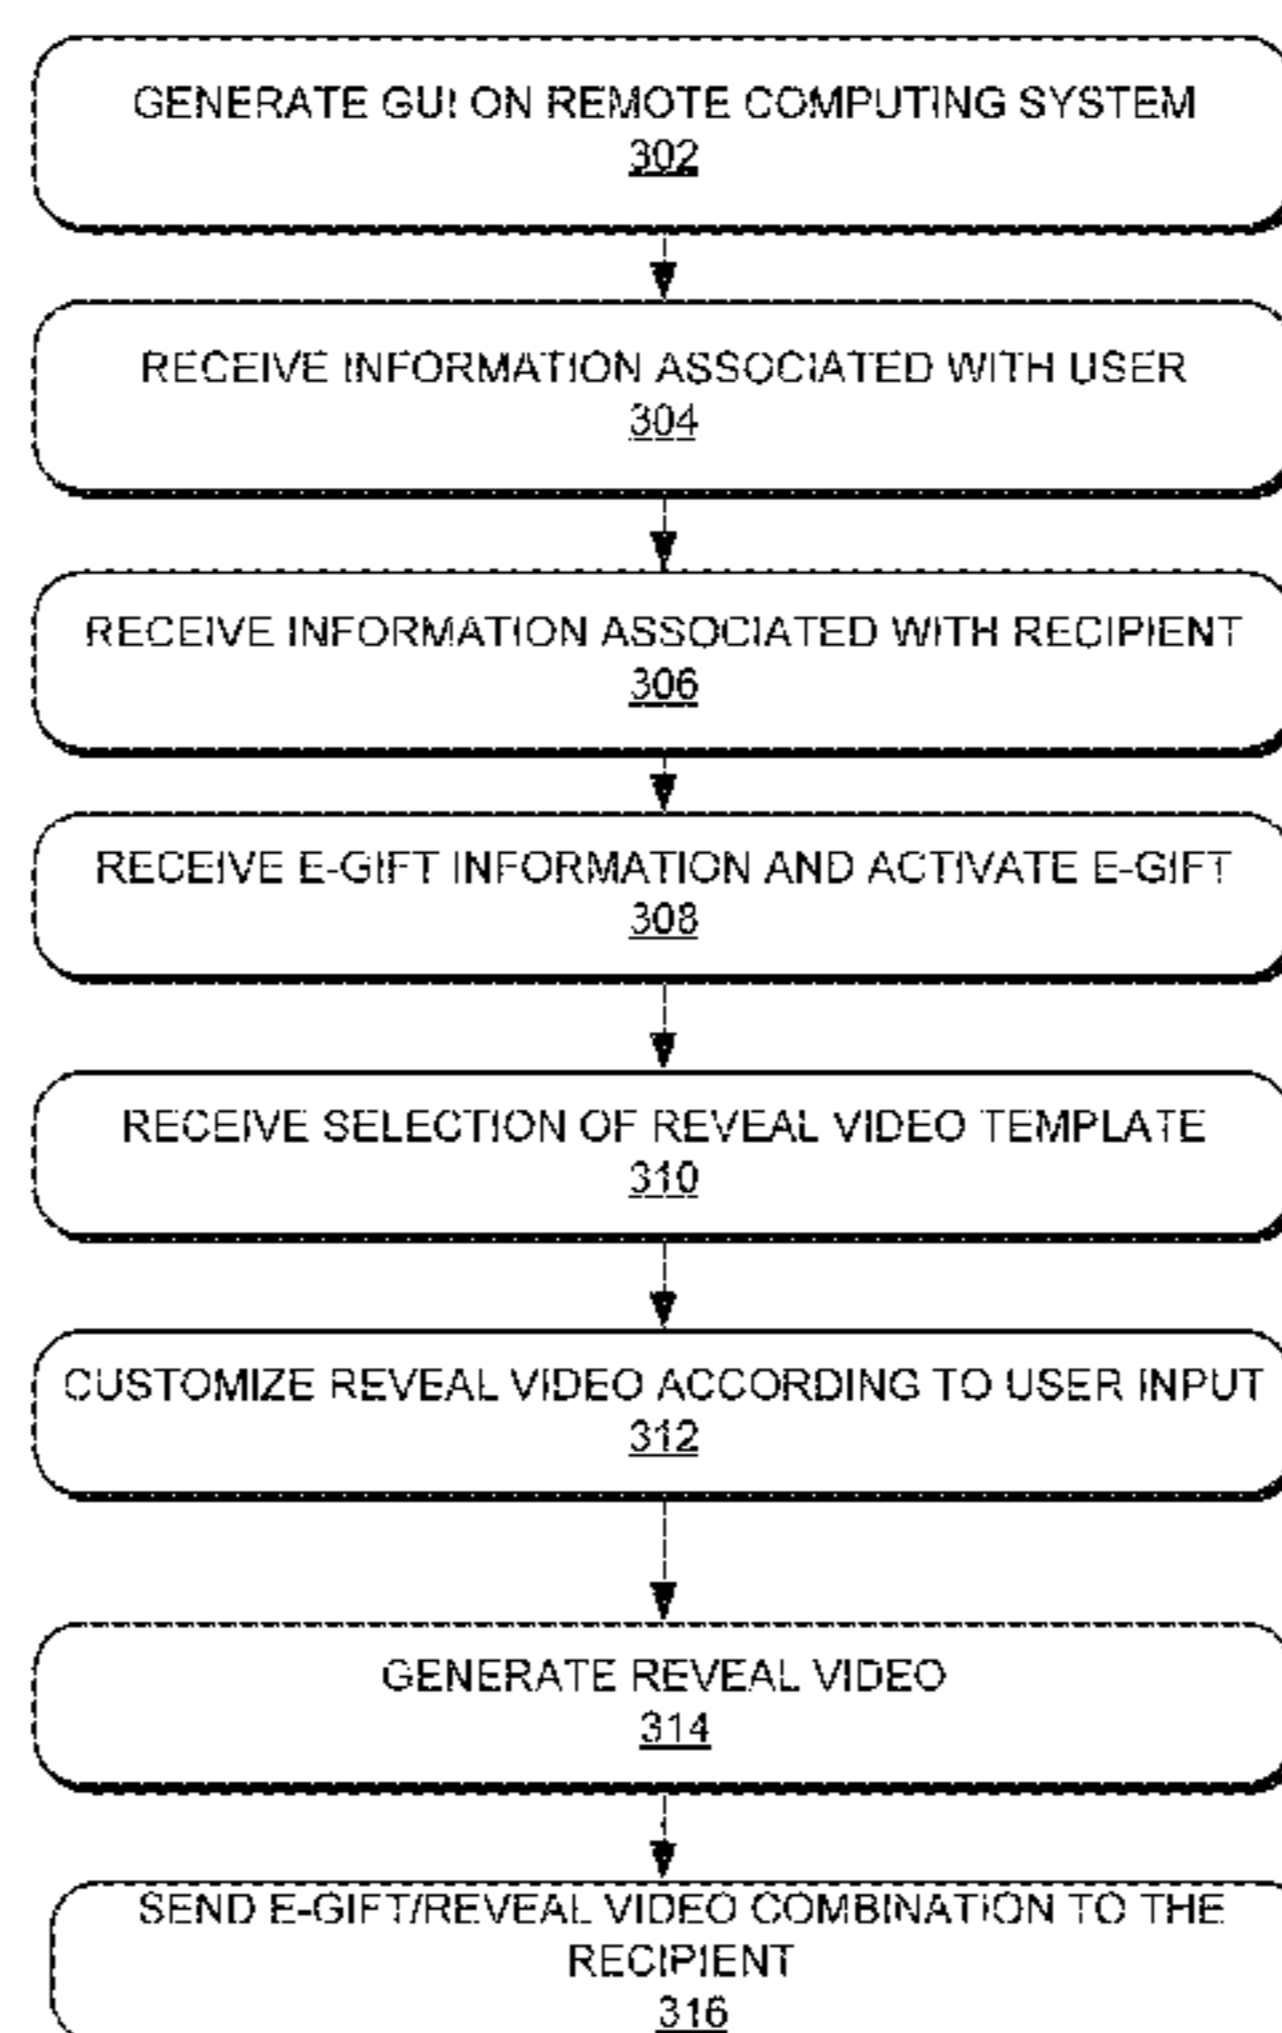 GENERATE GUI ON REMOTE COMPUTING SYSTEM
302
RECEIVE INFORMATION ASSOCIATED WITH USER
304
RECEIVE INFORMATION ASSOCIATED WITH RECIPIENT
306
RECEIVE E-GIFT INFORMATION AND ACTIVATE E-GIFT
308
RECEIVE SELECTION OF REVEAL VIDEO TEMPLATE
310
CUSTOMIZE REVEAL VIDEO ACCORDING TO USER INPUT
312
GENERATE REVEAL VIDEO
314
SEND E-GIFT/REVEAL VIDEO COMBINATION TO THE
RECIPIENT
316